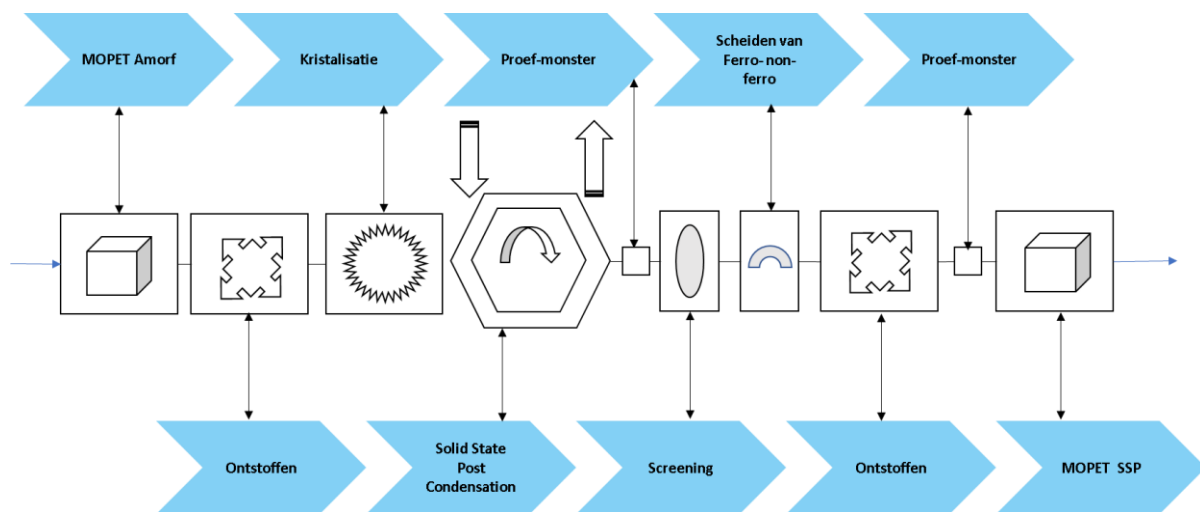 MOPET Amorf
Kristalisatie
Proef-monster
Scheiden van
Ferro- non-
ferro
Proef-monster
Ontstoffen
Solid State
Post
Condensation
Screening
Ontstoffen
MOPET SSP